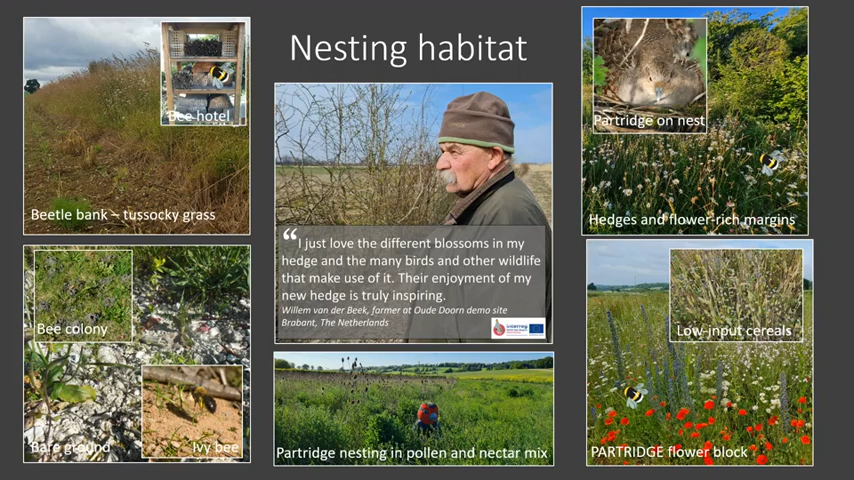 Nesting habitat
Bee hotel
Beetle bank – tussocky grass
Bee colony
Bare ground
Ivy bee
“I just love the different blossoms in my
hedge and the many birds and other wildlife
that make use of it. Their enjoyment of my
new hedge is truly inspiring.
Willem van der Beek, farmer at Oude Doorn demo site
Brabant, The Netherlands
Interreg
Partridge nesting in pollen and nectar mix
Partridge on nest
Hedges and flower-rich margins
Low-input cereals
PARTRIDGE flower block